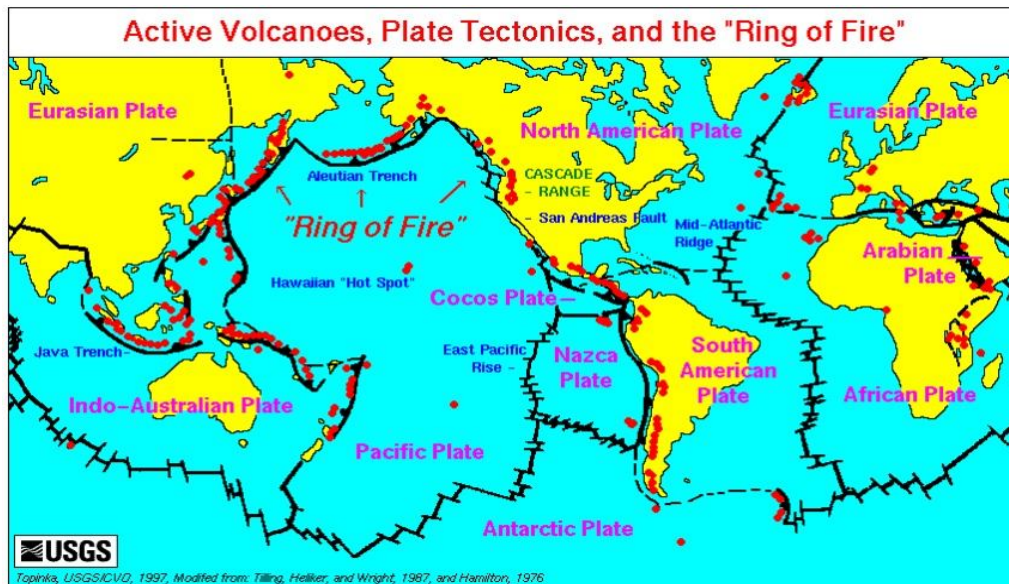 Active Volcanoes, Plate Tectonics, and the "Ring of Fire"
Eurasian Plate
North American Plate
Eurasian Plate
Aleutian Trench
CASCADE
- RANGE
"Ring of Fire"
- San Andreas Fault
Mid-Atlantic
Ridge
Arabian
Plate
Hawaiian "Hot Spot"
Cocos Plate
Java Trench
East Pacific
Rise -
Nazca
Plate
South
American
Plate
Indo-Australian Plate
African Plate
Pacific Plate
Antarctic Plate
USGS
Topinka, USGS/CVO, 1997, Modified from: Tilling, Heliker, and Wright, 1987, and Hamilton, 1976